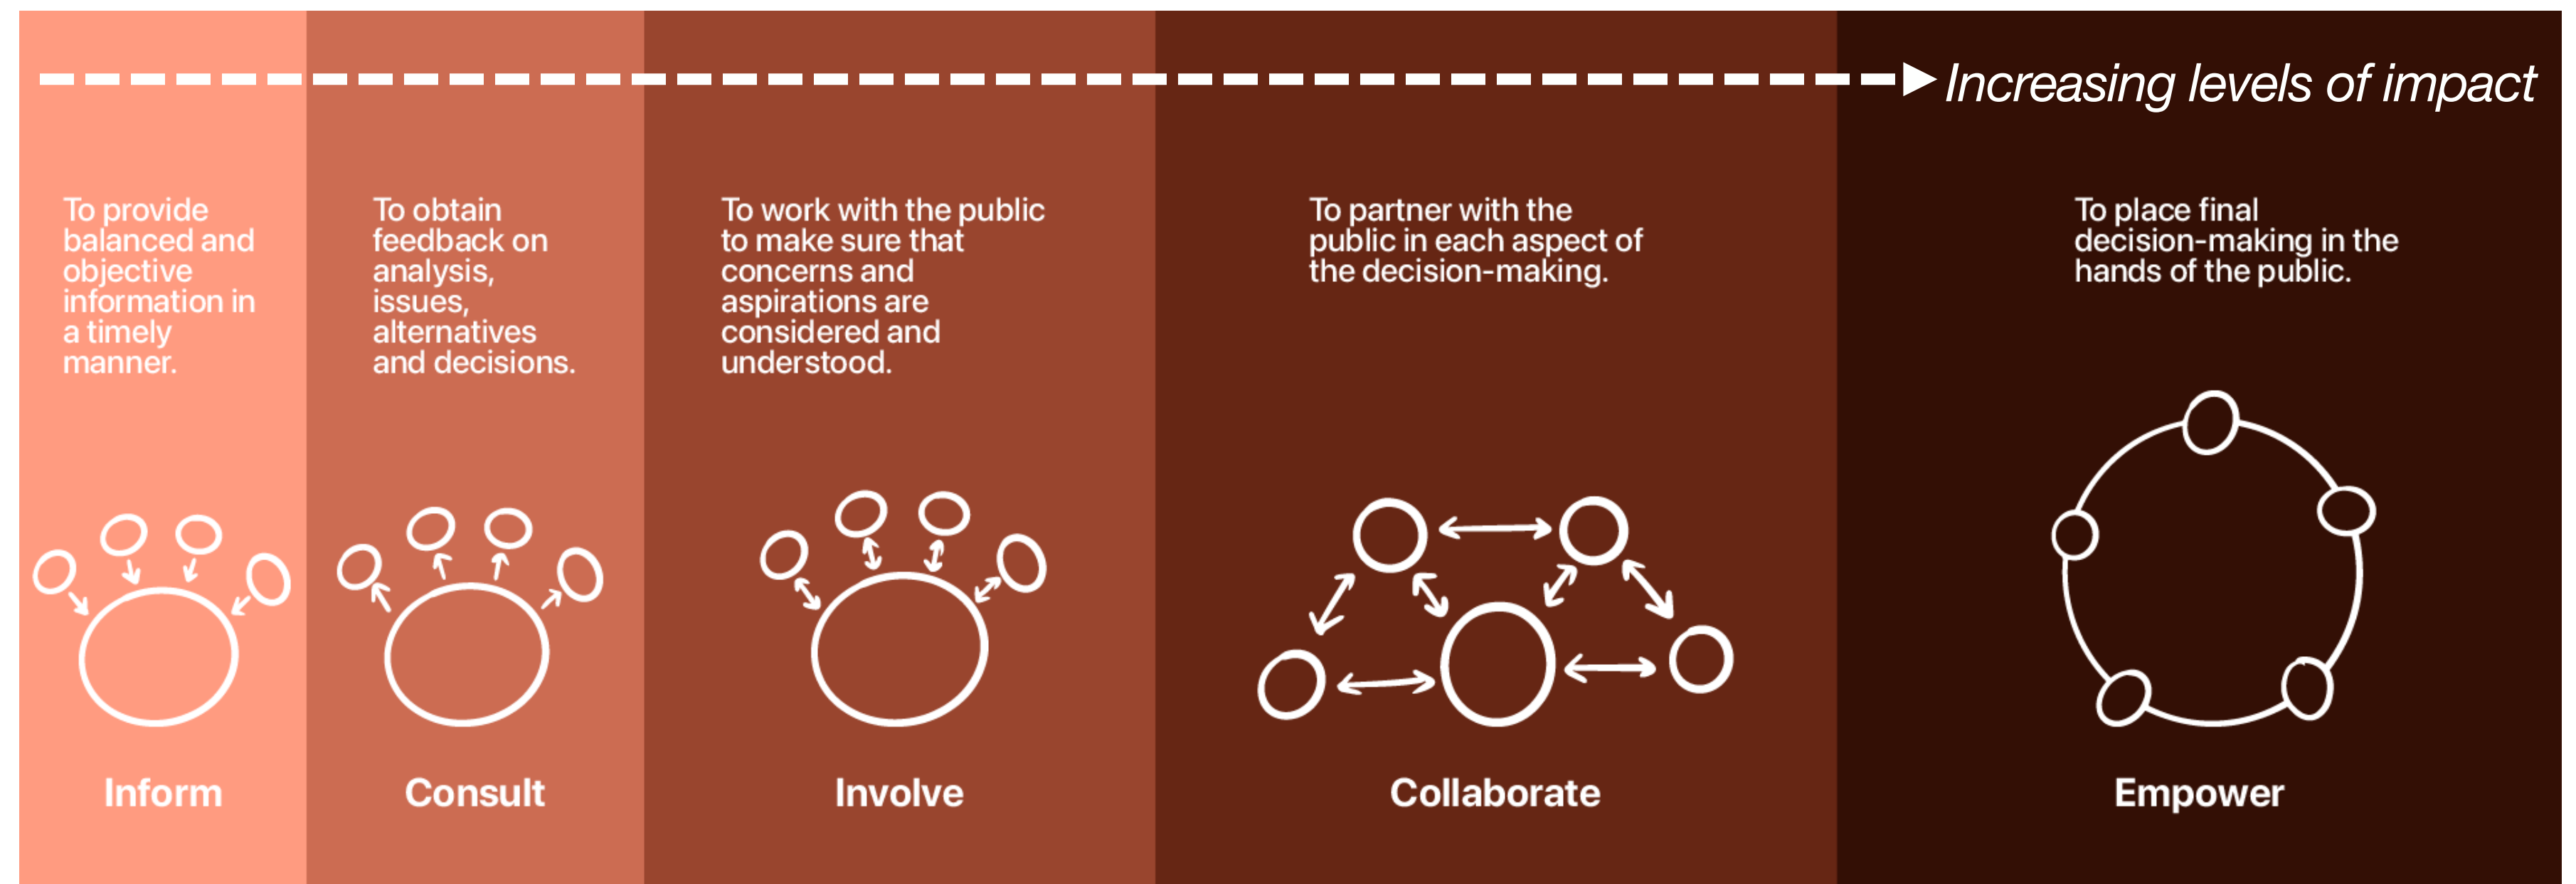 Increasing levels of impact
To provide
balanced and
objective
information in
a timely
manner.
Inform
To obtain
feedback on
analysis,
issues,
alternatives
and decisions.
Consult
To work with the public
to make sure that
concerns and
aspirations are
considered and
understood.
Involve
To partner with the
public in each aspect of
the decision-making.
Collaborate
To place final
decision-making in the
hands of the public.
Empower